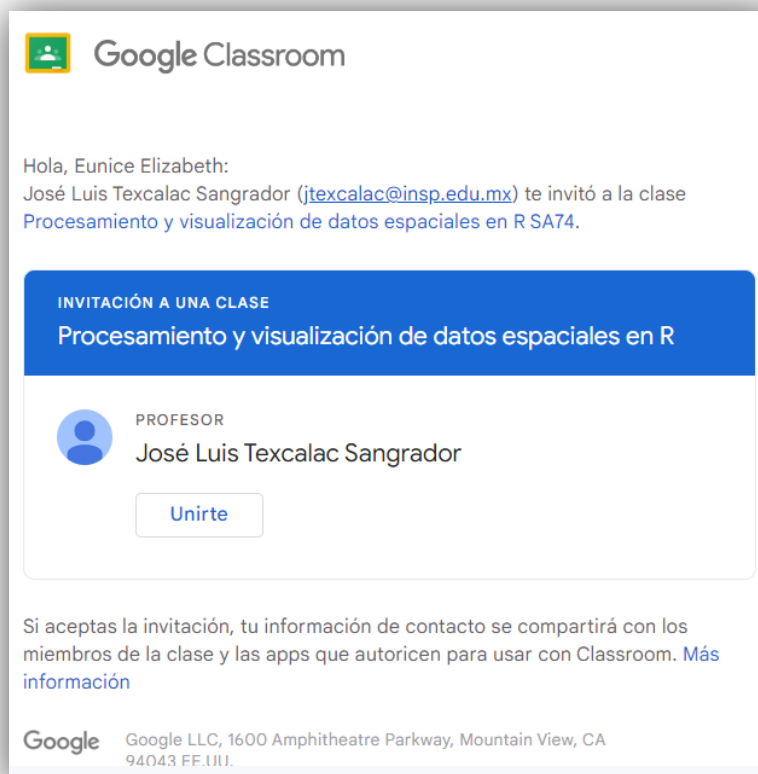 Google Classroom
Hola, Eunice Elizabeth:
José Luis Texcalac Sangrador (jtexcalac@insp.edu.mx) te invitó a la clase
Procesamiento y visualización de datos espaciales en R SA74.
INVITACIÓN A UNA CLASE
Procesamiento y visualización de datos espaciales en R
PROFESOR
José Luis Texcalac Sangrador
Unirte
Si aceptas la invitación, tu información de contacto se compartirá con los
miembros de la clase y las apps que autoricen para usar con Classroom. Más
información
Google Google LLC, 1600 Amphitheatre Parkway, Mountain View, CA
94043 EE.UU.